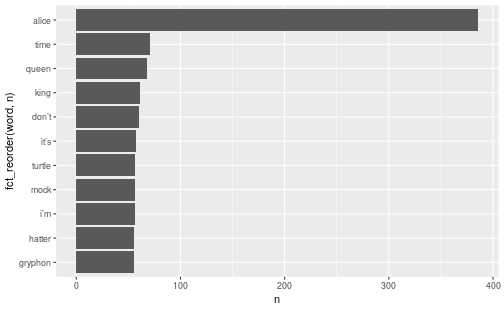 fct_reorder(word, n)
alice
time
queen
king
don’t
it’s
turtle
mock
i’m
hatter
gryphon
0 100 200 300 400
n